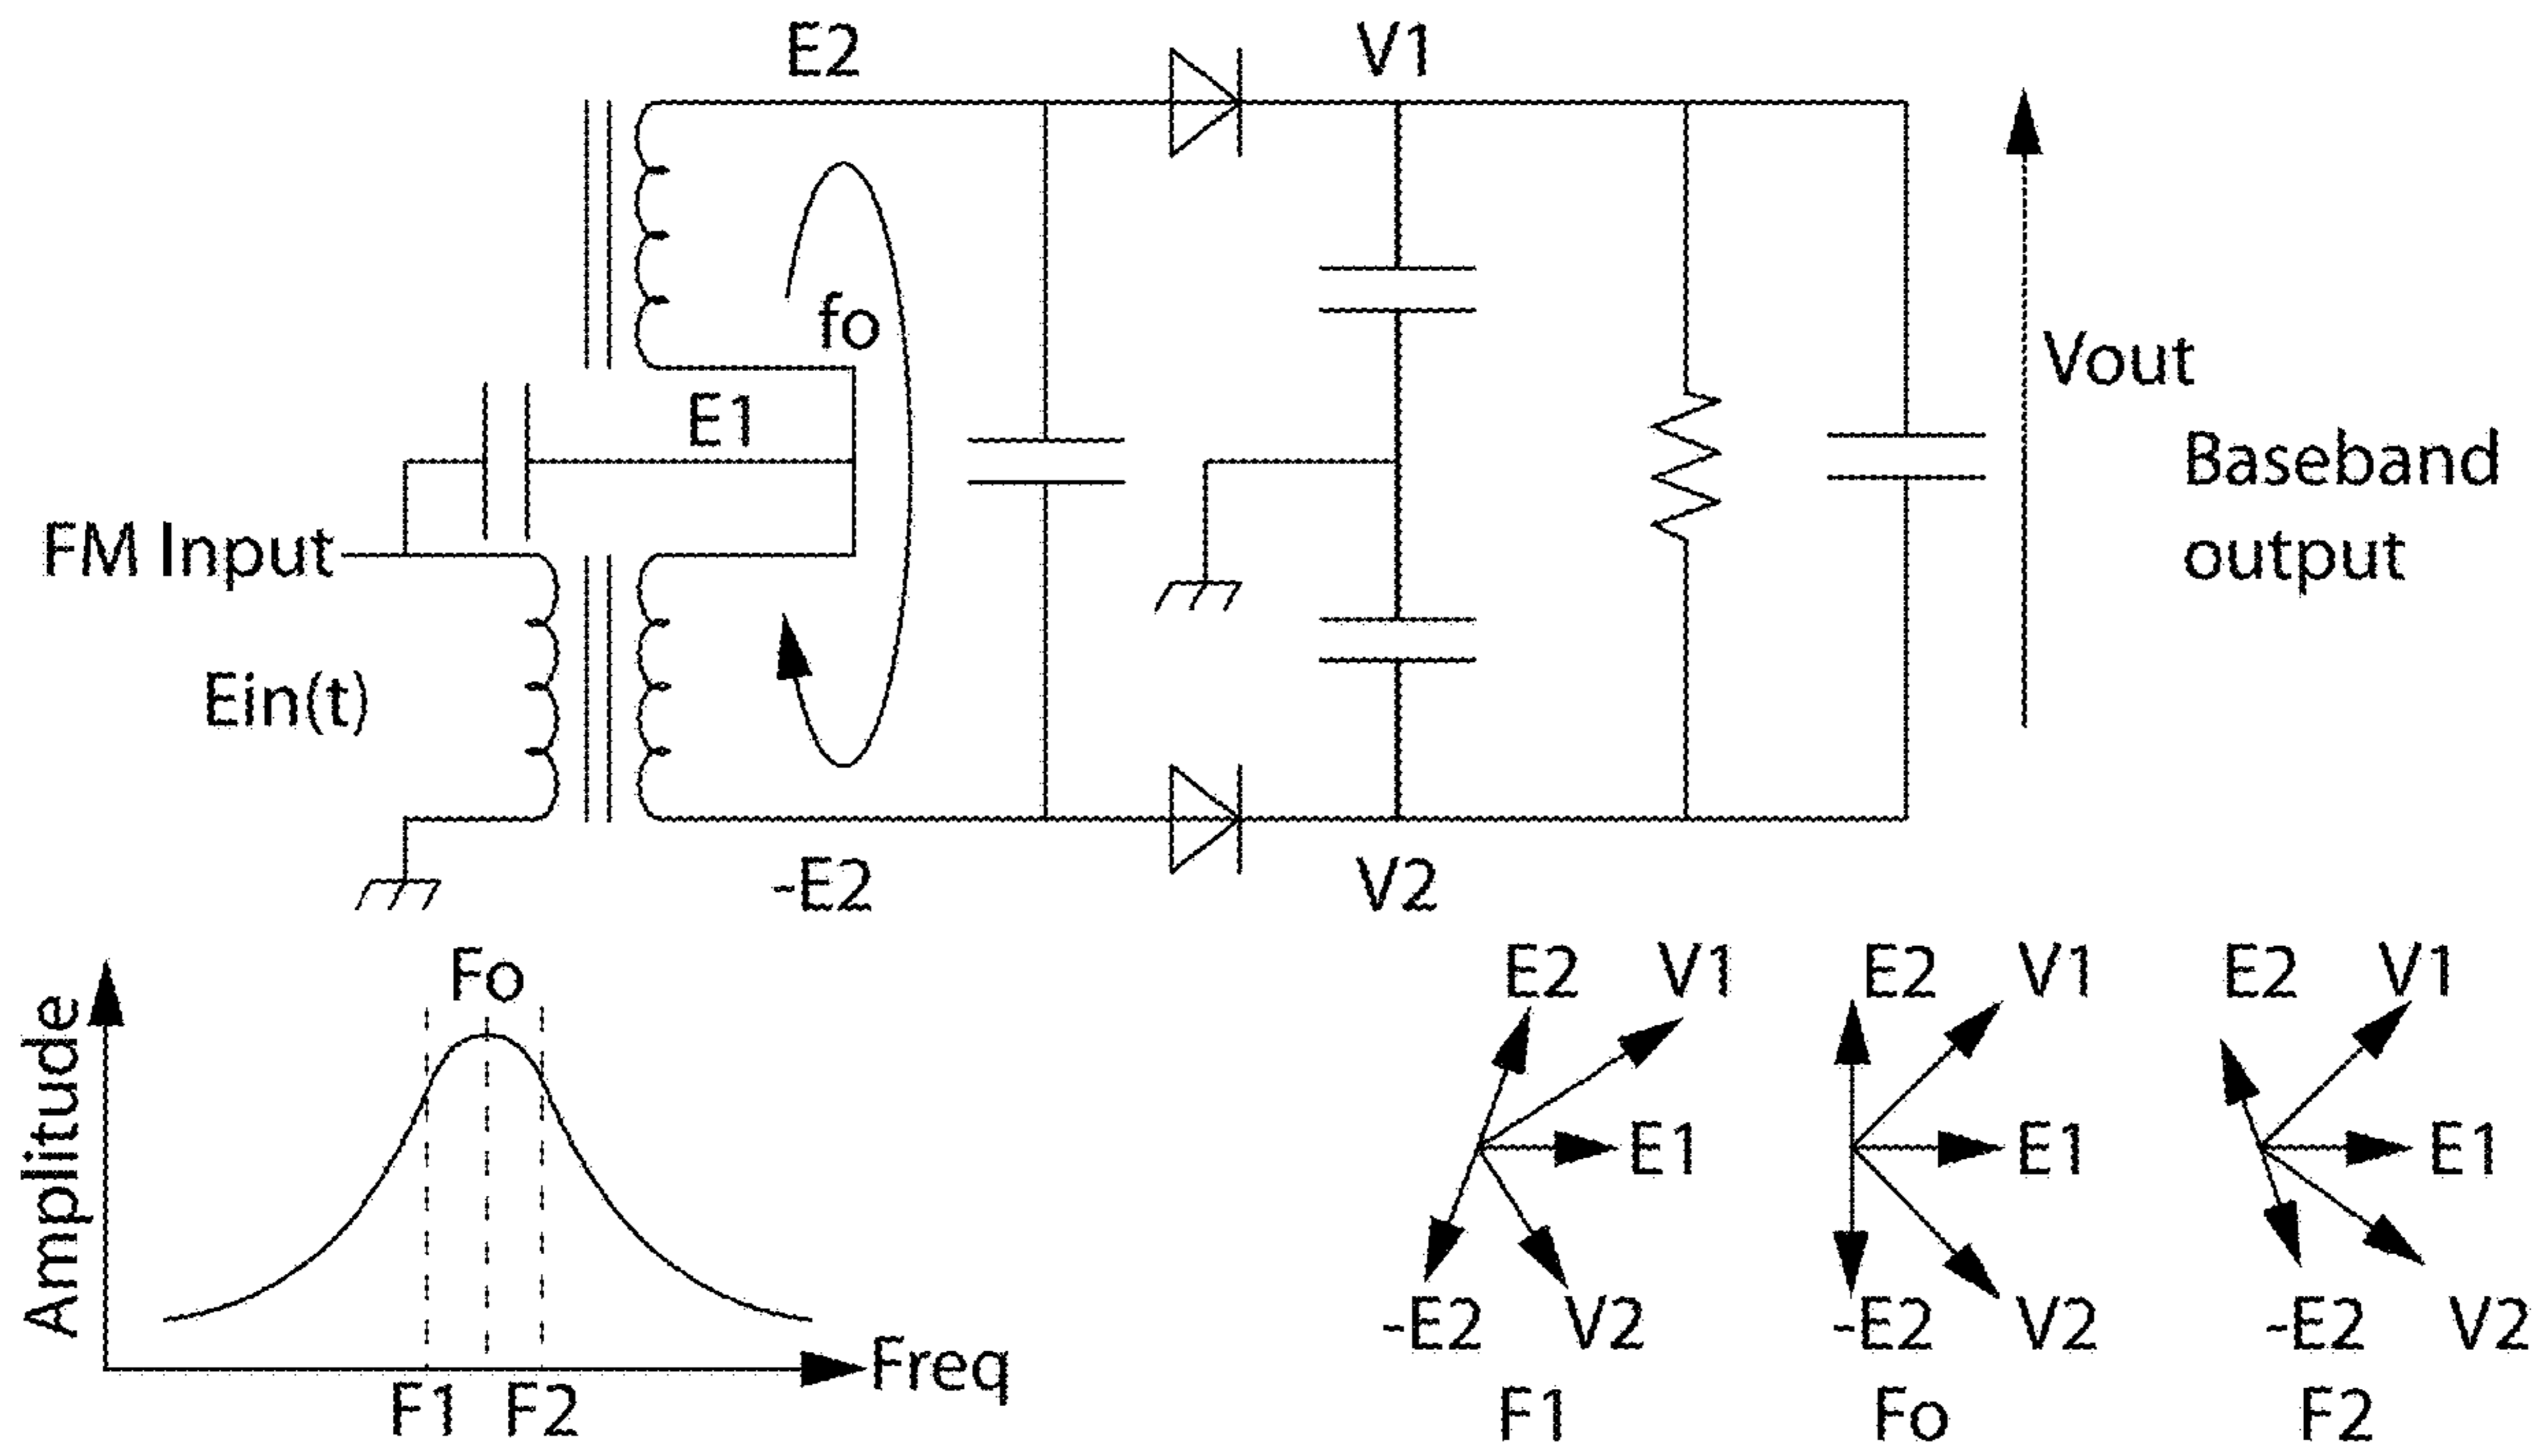 E2
V1
fo
E1
Vout
Baseband
output
FM Input
Ein(t)
-E2
V2
Fo
Amplitude
Freq
F1
F2
E2
V1
E1
-E2
V2
F1
E2
V1
E1
-E2
V2
Fo
E2
V1
E1
-E2
V2
F2